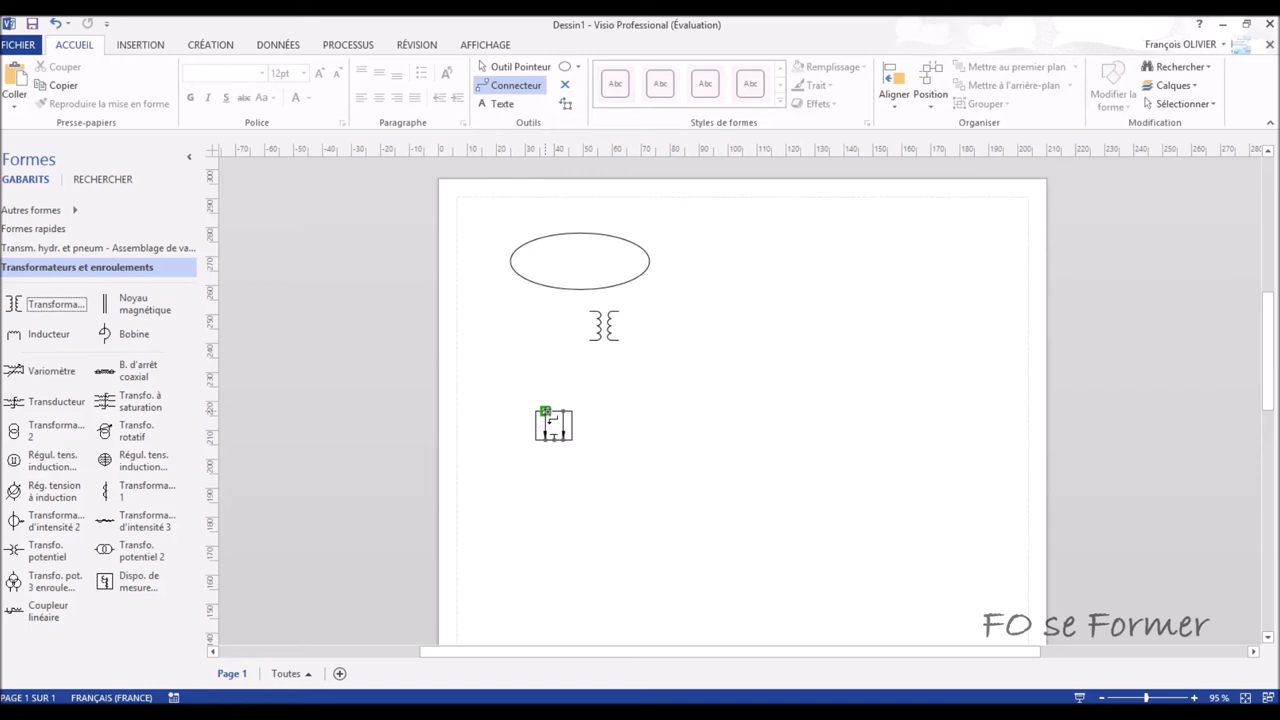 Dessin1 - Visio Professional (Évaluation)
FICHIER ACCUEIL INSERTION CRÉATION DONNÉES PROCESSUS RÉVISION AFFICHAGE François OLIVIER
Coller
Couper
Copier
Reproduire la mise en forme
Presse-papiers
12pt
G I S abc Aa A
Police
Paragraphe
Outil Pointeur
Connecteur
Texte
Outils
Abc Abc Abc Abc
Remplissage
Trait
Effets
Styles de formes
Aligner
Position
Mettre au premier plan
Mettre à l'arrière-plan
Grouper
Organiser
Modifier la forme
Rechercher
Calques
Sélectionner
Modification
Formes
GABARITS RECHERCHER
Autres formes
Formes rapides
Transm. hydr. et pneum - Assemblage de va...
Transformateurs et enroulements
Transforma...
Noyau magnétique
Inducteur
Bobine
Variomètre
B. d'arrêt coaxial
Transducteur
Transfo. à saturation
Transforma... 2
Transfo. rotatif
Régul. tens. induction...
Régul. tens. induction...
Rég. tension à induction
Transforma... 1
Transforma... d'intensité 2
Transforma... d'intensité 3
Transfo. potentiel
Transfo. potentiel 2
Transfo. pot. 3 enroule...
Dispo. de mesure...
Coupleur linéaire
FO se Former
Page 1 Toutes
PAGE 1 SUR 1 FRANÇAIS (FRANCE) 95 %